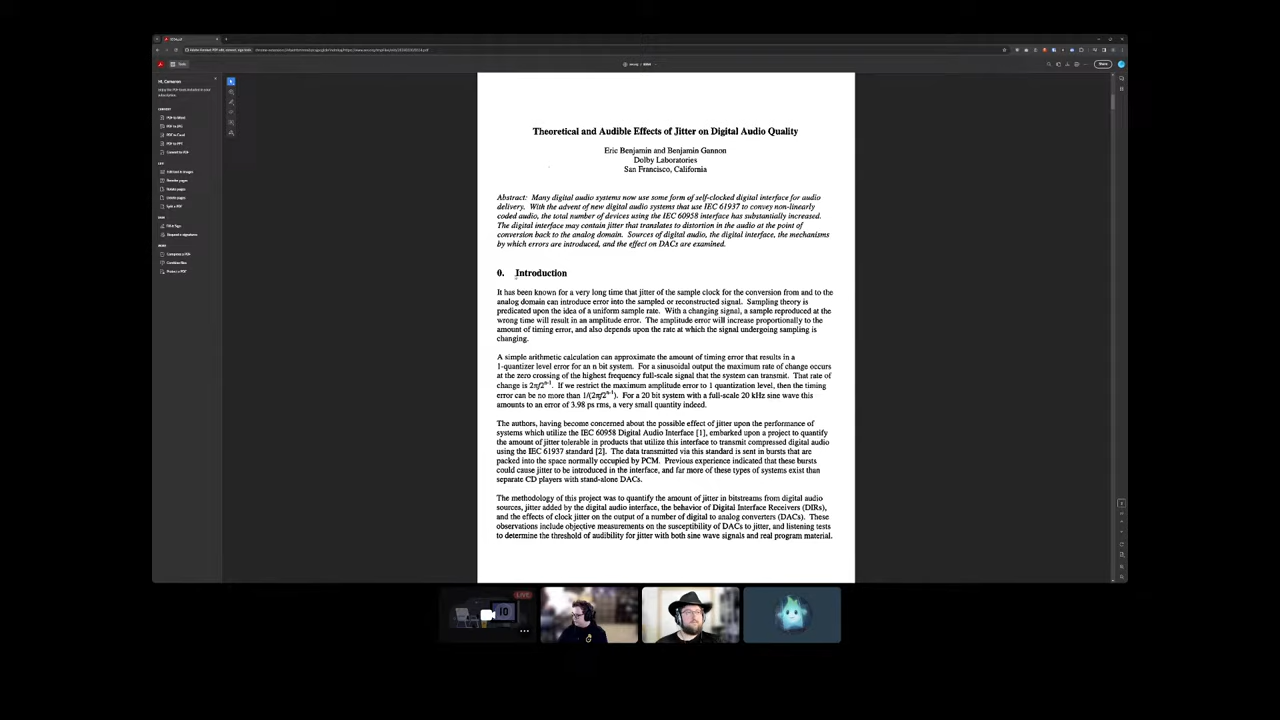 Hi, Cameron
Share
Theoretical and Audible Effects of Jitter on Digital Audio Quality
Eric Benjamin and Benjamin Gannon
Dolby Laboratories
San Francisco, California
Abstract: Many digital audio systems now use some form of self-clocked digital interface for audio
delivery. With the advent of new digital audio systems that use IEC 61937 to convey non-linearly
coded audio, the total number of devices using the IEC 60958 interface has substantially increased.
The digital interface may contain jitter that translates to distortion in the audio at the point of
conversion back to the analog domain. Sources of digital audio, the digital interface, the mechanisms
by which errors are introduced, and the effect on DACs are examined.
0. Introduction
It has been known for a very long time that jitter of the sample clock for the conversion from and to the
analog domain can introduce error into the sampled or reconstructed signal. Sampling theory is
predicated upon the idea of a uniform sample rate. With a changing signal, a sample reproduced at the
wrong time will result in an amplitude error. The amplitude error will increase proportionally to the
amount of timing error, and also depends upon the rate at which the signal undergoing sampling is
changing.
A simple arithmetic calculation can approximate the amount of timing error that results in a
1-quantizer level error for an n bit system. For a sinusoidal output the maximum rate of change occurs
at the zero crossing of the highest frequency full-scale signal that the system can transmit. That rate of
change is 2πf2ⁿ⁻¹. If we restrict the maximum amplitude error to 1 quantization level, then the timing
error can be no more than 1/(2πf2ⁿ⁻¹). For a 20 bit system with a full-scale 20 kHz sine wave this
amounts to an error of 3.98 ps rms, a very small quantity indeed.
The authors, having become concerned about the possible effect of jitter upon the performance of
systems which utilize the IEC 60958 Digital Audio Interface [1], embarked upon a project to quantify
the amount of jitter tolerable in products that utilize this interface to transmit compressed digital audio
using the IEC 61937 standard [2]. The data transmitted via this standard is sent in bursts that are
packed into the space normally occupied by PCM. Previous experience indicated that these bursts
could cause jitter to be introduced in the interface, and far more of these types of systems exist than
separate CD players with stand-alone DACs.
The methodology of this project was to quantify the amount of jitter in bitstreams from digital audio
sources, jitter added by the digital audio interface, the behavior of Digital Interface Receivers (DIRs),
and the effects of clock jitter on the output of a number of digital to analog converters (DACs). These
observations include objective measurements on the susceptibility of DACs to jitter, and listening tests
to determine the threshold of audibility for jitter with both sine wave signals and real program material.
LIVE